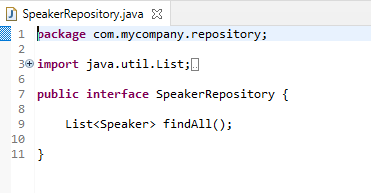 SpeakerRepository.java
1 package com.mycompany.repository;
2
3 import java.util.List;
6
7 public interface SpeakerRepository {
8
9 List<Speaker> findAll();
10
11 }